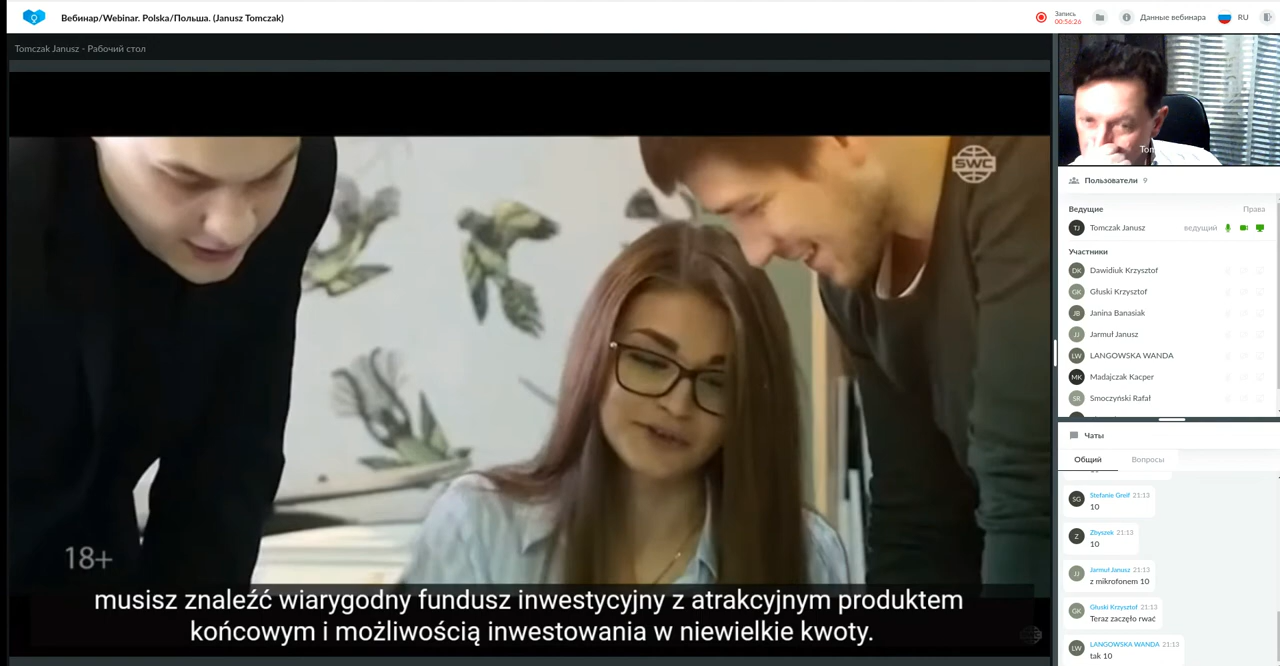 Вебинар/Webinar. Polska/Польша. (Janusz Tomczak)
Запись
00:56:26
Данные вебинара
RU
Tomczak Janusz - Рабочий стол
SWC
18+
musisz znaleźć wiarygodny fundusz inwestycyjny z atrakcyjnym produktem
końcowym i możliwością inwestowania w niewielkie kwoty.
Tom
Пользователи 9
Ведущие Права
TJ Tomczak Janusz ведущий
Участники
DK Dawidiuk Krzysztof
GK Głuski Krzysztof
JB Janina Banasiak
JJ Jarmuł Janusz
LW LANGOWSKA WANDA
MK Madajczak Kacper
SR Smoczyński Rafał
Чаты
Общий Вопросы
SG Stefanie Greif 21:13
10
Z Zbyszek 21:13
10
JJ Jarmuł Janusz 21:13
z mikrofonem 10
GK Głuski Krzysztof 21:13
Teraz zaczęło rwać
LW LANGOWSKA WANDA 21:13
tak 10